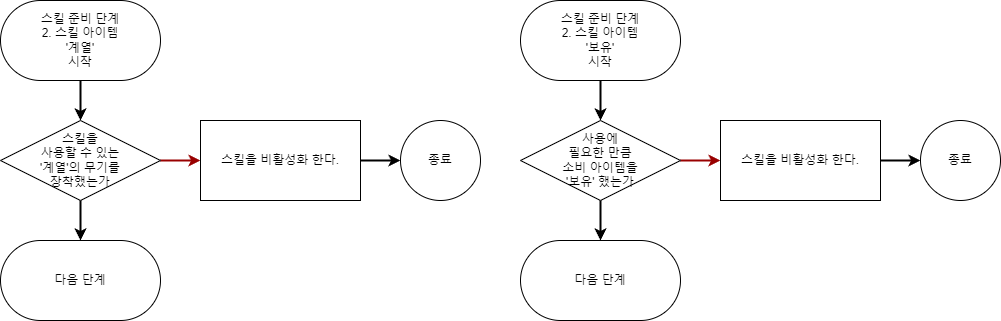 스킬 준비 단계
2. 스킬 아이템
'계열'
시작
스킬을
사용할 수 있는
'계열'의 무기를
장착했는가
스킬을 비활성화 한다.
종료
다음 단계
스킬 준비 단계
2. 스킬 아이템
'보유'
시작
사용에
필요한 만큼
소비 아이템을
'보유' 했는가
스킬을 비활성화 한다.
종료
다음 단계